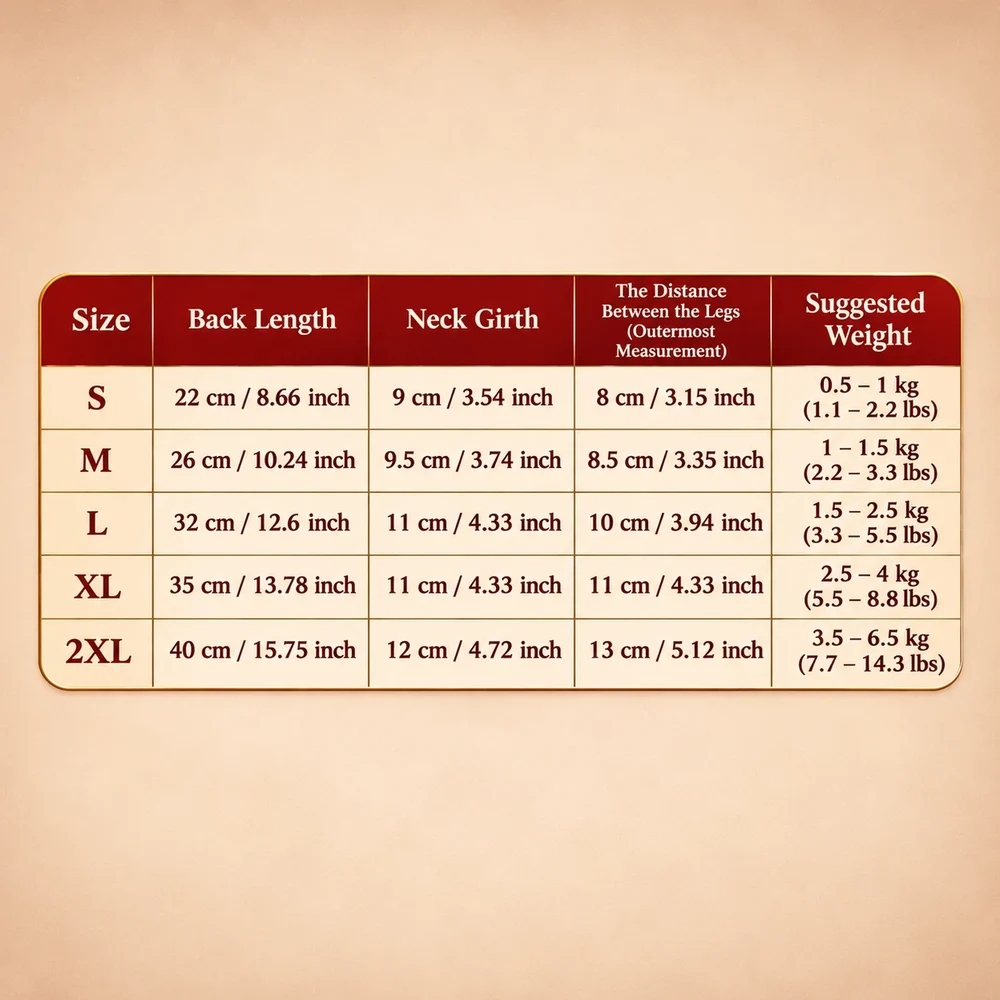 Size
Back Length
Neck Girth
The Distance
Between the Legs
(Outermost
Measurement)
Suggested
Weight
S
22 cm / 8.66 inch
9 cm / 3.54 inch
8 cm / 3.15 inch
0.5 – 1 kg
(1.1 – 2.2 lbs)
M
26 cm / 10.24 inch
9.5 cm / 3.74 inch
8.5 cm / 3.35 inch
1 – 1.5 kg
(2.2 – 3.3 lbs)
L
32 cm / 12.6 inch
11 cm / 4.33 inch
10 cm / 3.94 inch
1.5 – 2.5 kg
(3.3 – 5.5 lbs)
XL
35 cm / 13.78 inch
11 cm / 4.33 inch
11 cm / 4.33 inch
2.5 – 4 kg
(5.5 – 8.8 lbs)
2XL
40 cm / 15.75 inch
12 cm / 4.72 inch
13 cm / 5.12 inch
3.5 – 6.5 kg
(7.7 – 14.3 lbs)